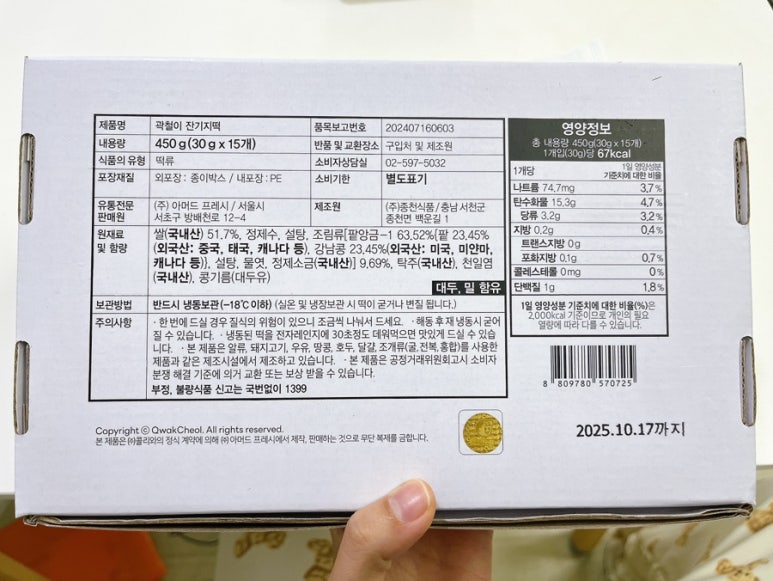 제품명 곽철이 잔기지떡 품목보고번호 202407160603
내용량 450 g (30 g x 15개) 반품 및 교환장소 구입처 및 제조원
식품의 유형 떡류 소비자상담실 02-597-5032
포장재질 외포장 : 종이박스 / 내포장 : PE 소비기한 별도표기
유통전문판매원 (주) 아머드 프레시 / 서울시 서초구 방배천로 12-4 제조원 (주)종천식품 / 충남 서천군 종천면 백운길 1
원재료 및 함량 쌀(국내산) 51.7%, 정제수, 설탕, 조림류[팥앙금-1 63.52%{팥 23.45%
(외국산: 중국, 태국, 캐나다 등), 강남콩 23.45%(외국산: 미국, 미얀마,
캐나다 등)}, 설탕, 물엿, 정제소금(국내산)] 9.69%, 탁주(국내산), 천일염
(국내산), 콩기름(대두유)
대두, 밀 함유
보관방법 반드시 냉동보관(-18℃ 이하) (실온 및 냉장보관 시 떡이 굳거나 변질 됩니다.)
주의사항 · 한 번에 드실 경우 질식의 위험이 있으니 조금씩 나눠서 드세요. · 해동 후 재 냉동시 굳어
질 수 있습니다. · 냉동된 떡을 전자레인지에 30초정도 데워먹으면 맛있게 드실 수 있습
니다. · 본 제품은 알류, 돼지고기, 우유, 땅콩, 호두, 달걀, 조개류(굴, 전복, 홍합)를 사용한
제품과 같은 제조시설에서 제조하고 있습니다. · 본 제품은 공정거래위원회고시 소비자
분쟁 해결 기준에 의거 교환 또는 보상 받을 수 있습니다.
부정, 불량식품 신고는 국번없이 1399
영양정보
총 내용량 450g(30g x 15개)
1개입(30g)당 67kcal
1개당 1일 영양성분 기준치에 대한 비율
나트륨 74.7mg 3.7%
탄수화물 15.3g 4.7%
당류 3.2g 3.2%
지방 0.2g 0.4%
트랜스지방 0g
포화지방 0.1g 0.7%
콜레스테롤 0mg 0%
단백질 1g 1.8%
1일 영양성분 기준치에 대한 비율(%)은
2,000kcal 기준이므로 개인의 필요
열량에 따라 다를 수 있습니다.
8 809780 570725
Copyright ⓒ QwakCheol. All rights reserved.
본 제품은 ㈜콜리와의 정식 계약에 의해 ㈜ 아머드 프레시에서 제작, 판매하는 것으로 무단 복제를 금합니다.
2025.10.17까지